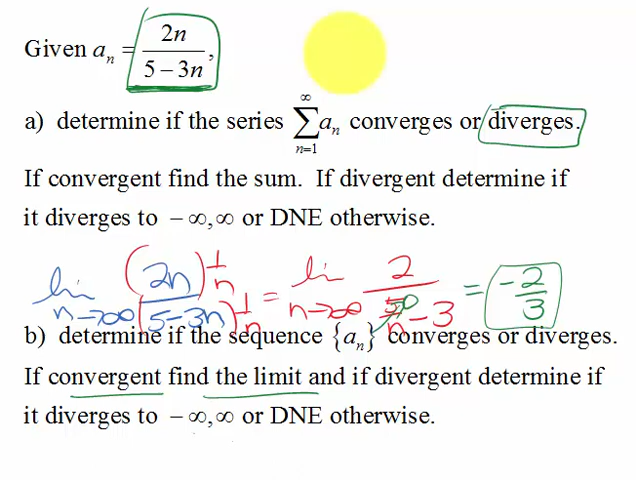 Given aₙ = 2n / (5 − 3n),
a) determine if the series ∑_{n=1}^{∞} aₙ converges or diverges.
If convergent find the sum. If divergent determine if
it diverges to −∞,∞ or DNE otherwise.
lim_{n→∞} (2n) 1/n / (5−3n) 1/n = lim_{n→∞} 2 / (5/n − 3) = −2/3
b) determine if the sequence {aₙ} converges or diverges.
If convergent find the limit and if divergent determine if
it diverges to −∞,∞ or DNE otherwise.